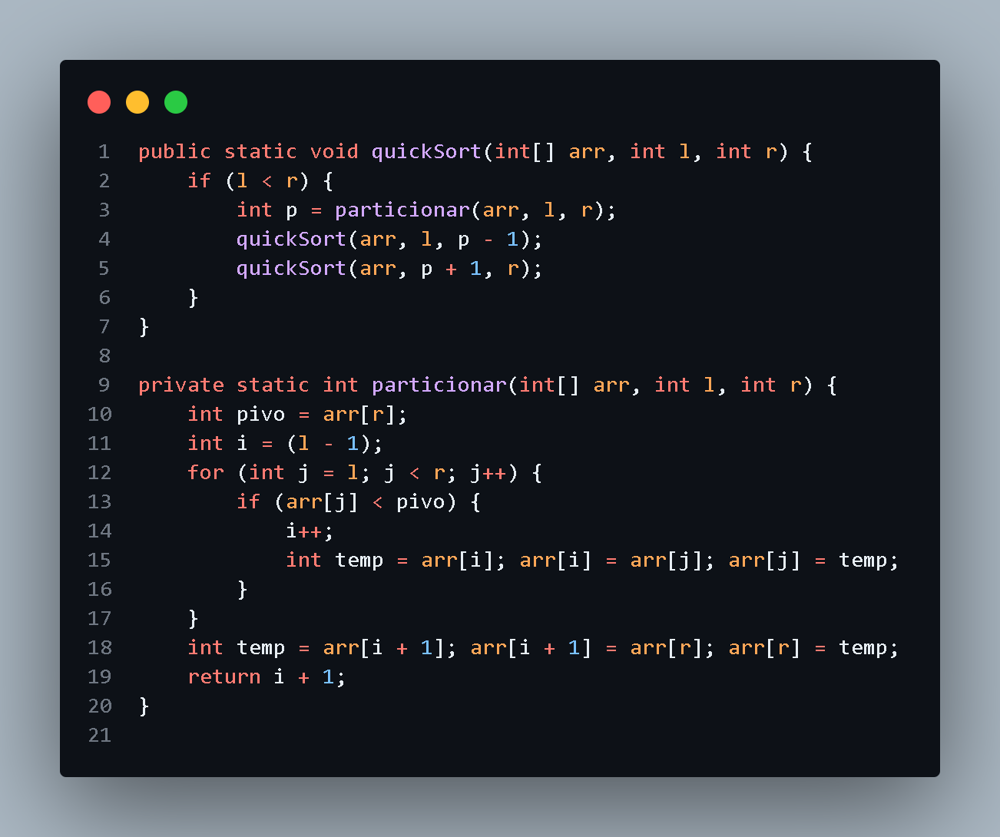 1 public static void quickSort(int[] arr, int l, int r) {
2     if (l < r) {
3         int p = particionar(arr, l, r);
4         quickSort(arr, l, p - 1);
5         quickSort(arr, p + 1, r);
6     }
7 }
8
9 private static int particionar(int[] arr, int l, int r) {
10     int pivo = arr[r];
11     int i = (l - 1);
12     for (int j = l; j < r; j++) {
13         if (arr[j] < pivo) {
14             i++;
15             int temp = arr[i]; arr[i] = arr[j]; arr[j] = temp;
16         }
17     }
18     int temp = arr[i + 1]; arr[i + 1] = arr[r]; arr[r] = temp;
19     return i + 1;
20 }
21